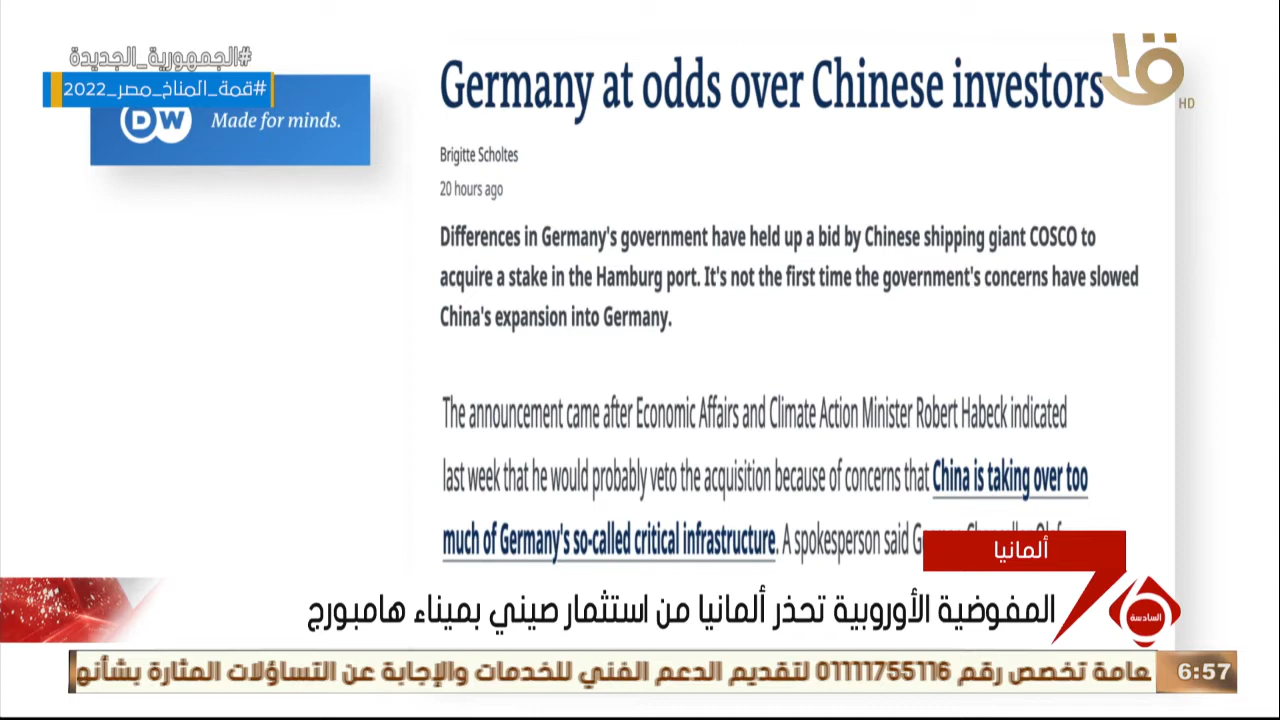 #الجمهورية_الجديدة
#قمة_المناخ_مصر_2022
DW Made for minds.
HD
Germany at odds over Chinese investors
Brigitte Scholtes
20 hours ago
Differences in Germany's government have held up a bid by Chinese shipping giant COSCO to
acquire a stake in the Hamburg port. It's not the first time the government's concerns have slowed
China's expansion into Germany.
The announcement came after Economic Affairs and Climate Action Minister Robert Habeck indicated
last week that he would probably veto the acquisition because of concerns that China is taking over too
much of Germany's so-called critical infrastructure. A spokesperson said
ألمانيا
المفوضية الأوروبية تحذر ألمانيا من استثمار صيني بميناء هامبورج
السادسة
عامة تخصص رقم 01111755116 لتقديم الدعم الفني للخدمات والإجابة عن التساؤلات المثارة بشأنها
6:57